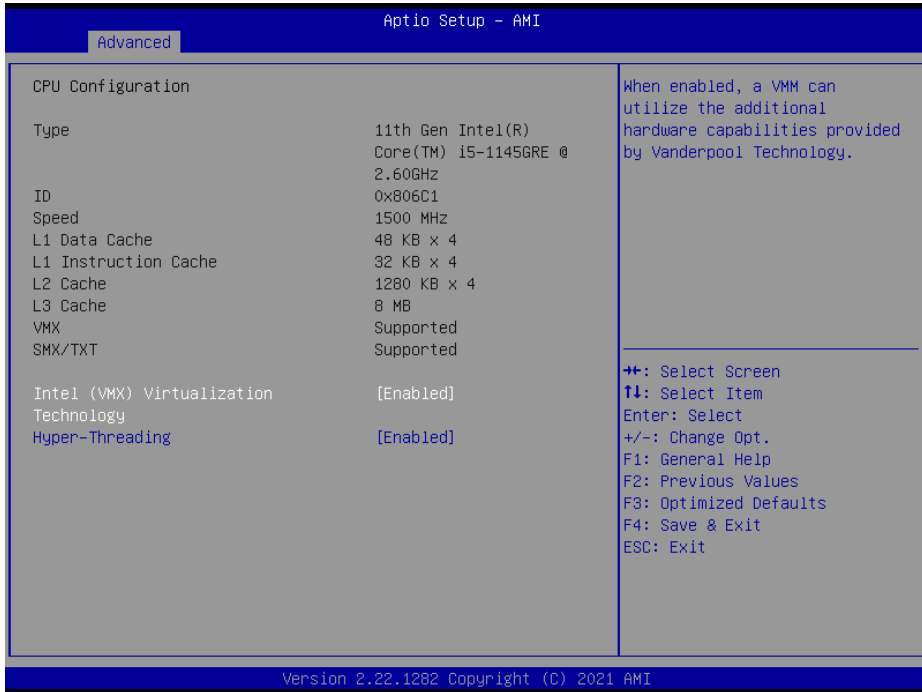 Aptio Setup - AMI
Advanced
CPU Configuration
Type 11th Gen Intel(R)
Core(TM) i5-1145GRE @
2.60GHz
ID 0x806C1
Speed 1500 MHz
L1 Data Cache 48 KB x 4
L1 Instruction Cache 32 KB x 4
L2 Cache 1280 KB x 4
L3 Cache 8 MB
VMX Supported
SMX/TXT Supported
Intel (VMX) Virtualization [Enabled]
Technology
Hyper-Threading [Enabled]
When enabled, a VMM can
utilize the additional
hardware capabilities provided
by Vanderpool Technology.
→←: Select Screen
↑↓: Select Item
Enter: Select
+/-: Change Opt.
F1: General Help
F2: Previous Values
F3: Optimized Defaults
F4: Save & Exit
ESC: Exit
Version 2.22.1282 Copyright (C) 2021 AMI